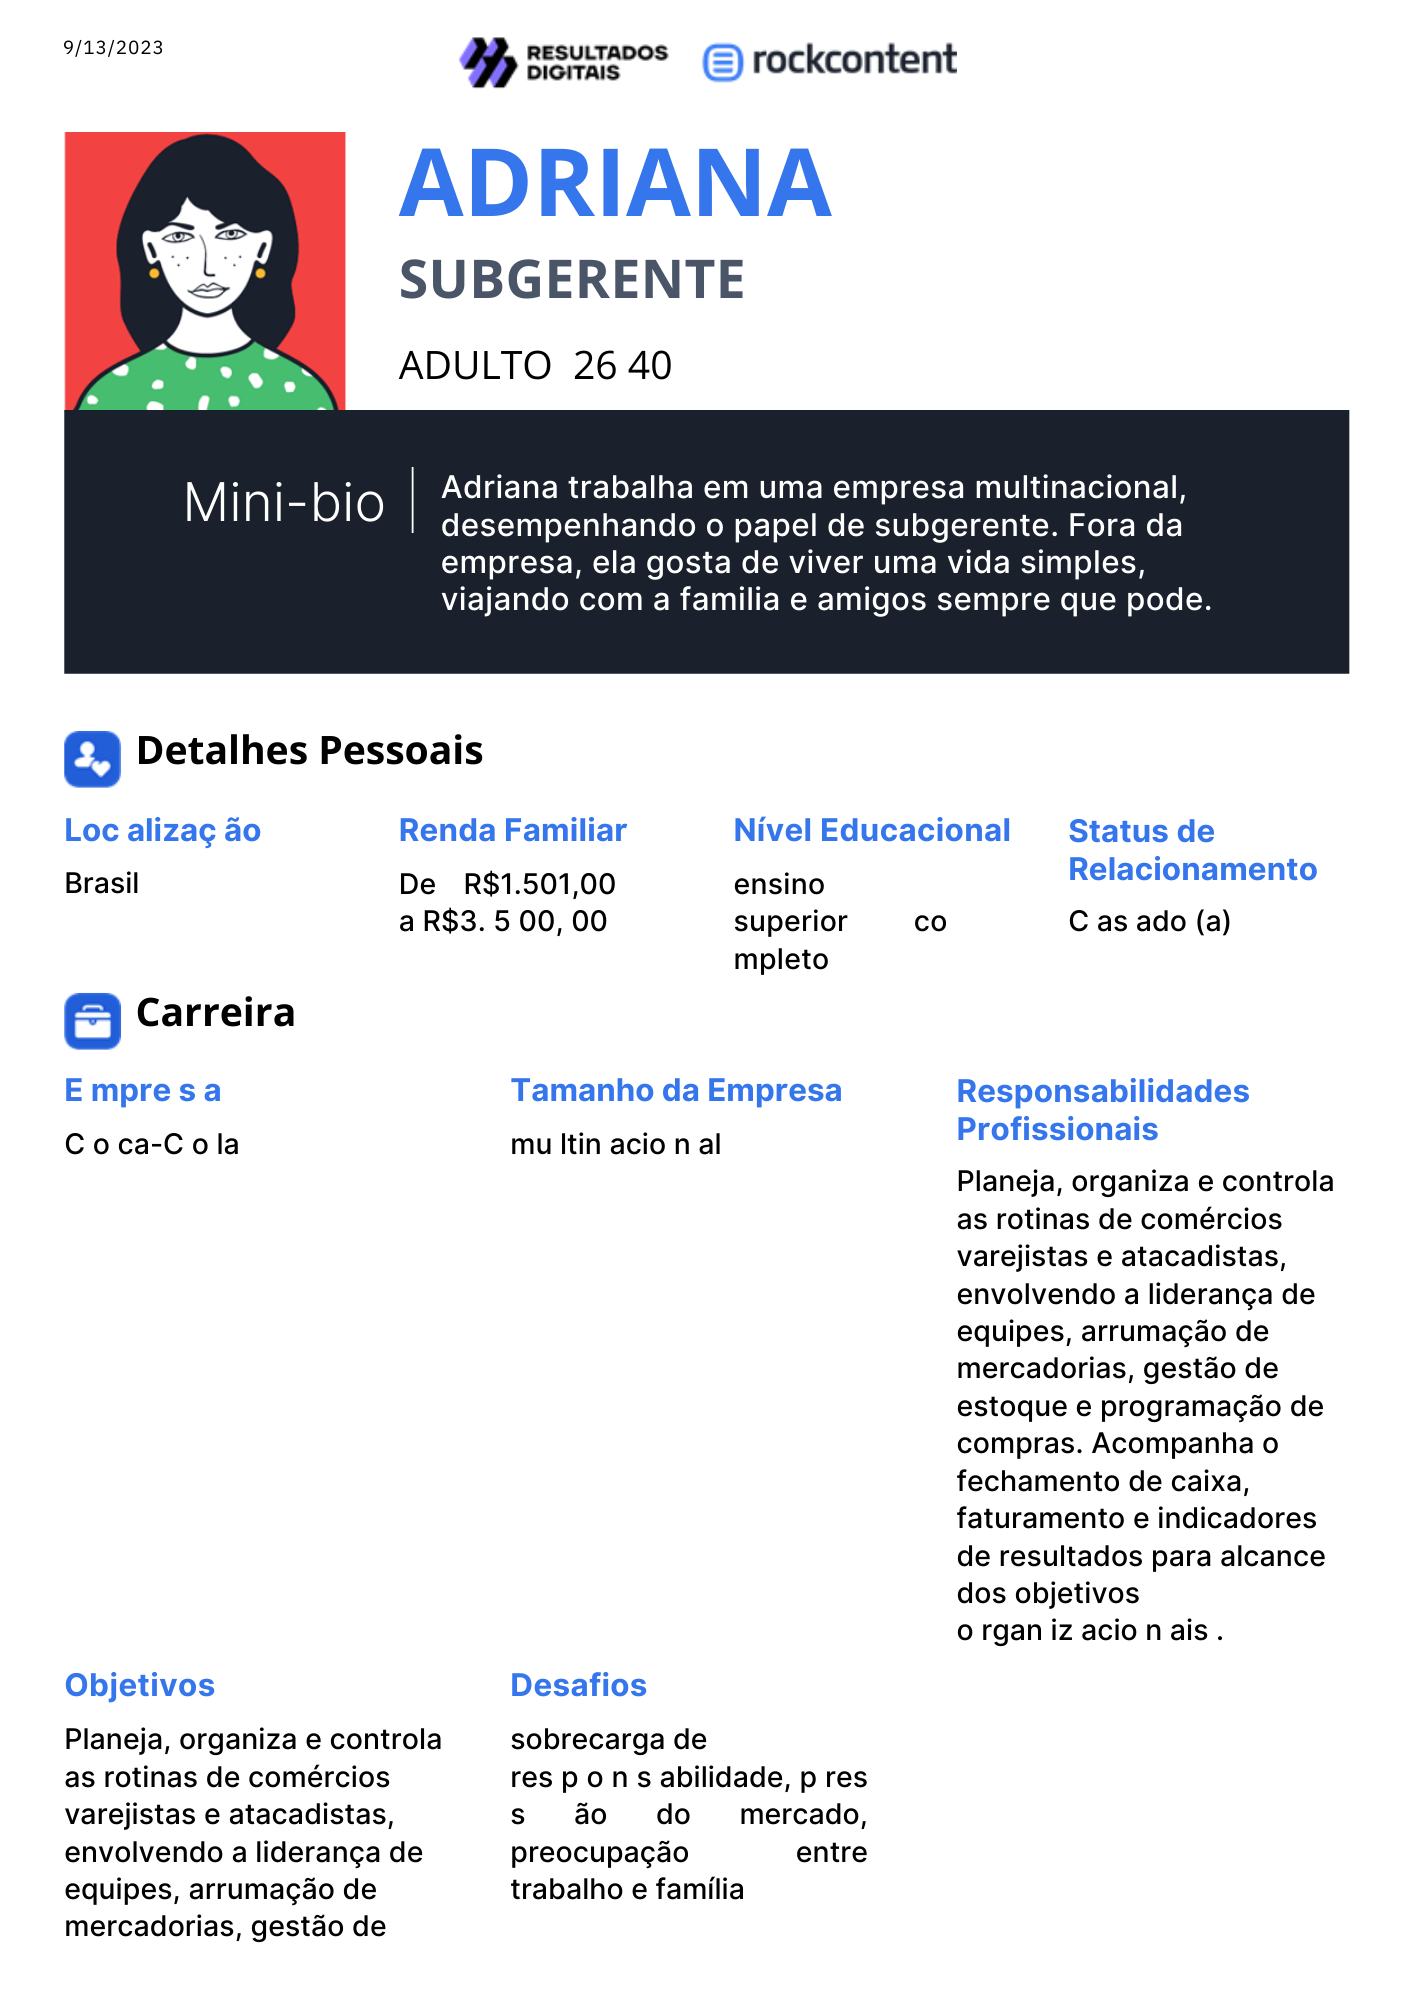 9/13/2023
RESULTADOS
DIGITAIS
rockcontent
ADRIANA
SUBGERENTE
ADULTO 26 40
Mini-bio
Adriana trabalha em uma empresa multinacional,
desempenhando o papel de subgerente. Fora da
empresa, ela gosta de viver uma vida simples,
viajando com a familia e amigos sempre que pode.
Detalhes Pessoais
Loc alizaç ão
Brasil
Renda Familiar
De R$1.501,00
a R$3. 5 00, 00
Nível Educacional
ensino
superior co
mpleto
Status de
Relacionamento
C as ado (a)
Carreira
E mpre s a
C o ca-C o la
Tamanho da Empresa
mu ltin acio n al
Responsabilidades
Profissionais
Planeja, organiza e controla
as rotinas de comércios
varejistas e atacadistas,
envolvendo a liderança de
equipes, arrumação de
mercadorias, gestão de
estoque e programação de
compras. Acompanha o
fechamento de caixa,
faturamento e indicadores
de resultados para alcance
dos objetivos
o rgan iz acio n ais .
Objetivos
Planeja, organiza e controla
as rotinas de comércios
varejistas e atacadistas,
envolvendo a liderança de
equipes, arrumação de
mercadorias, gestão de
Desafios
sobrecarga de
res p o n s abilidade, p res
s ão do mercado,
preocupação entre
trabalho e família